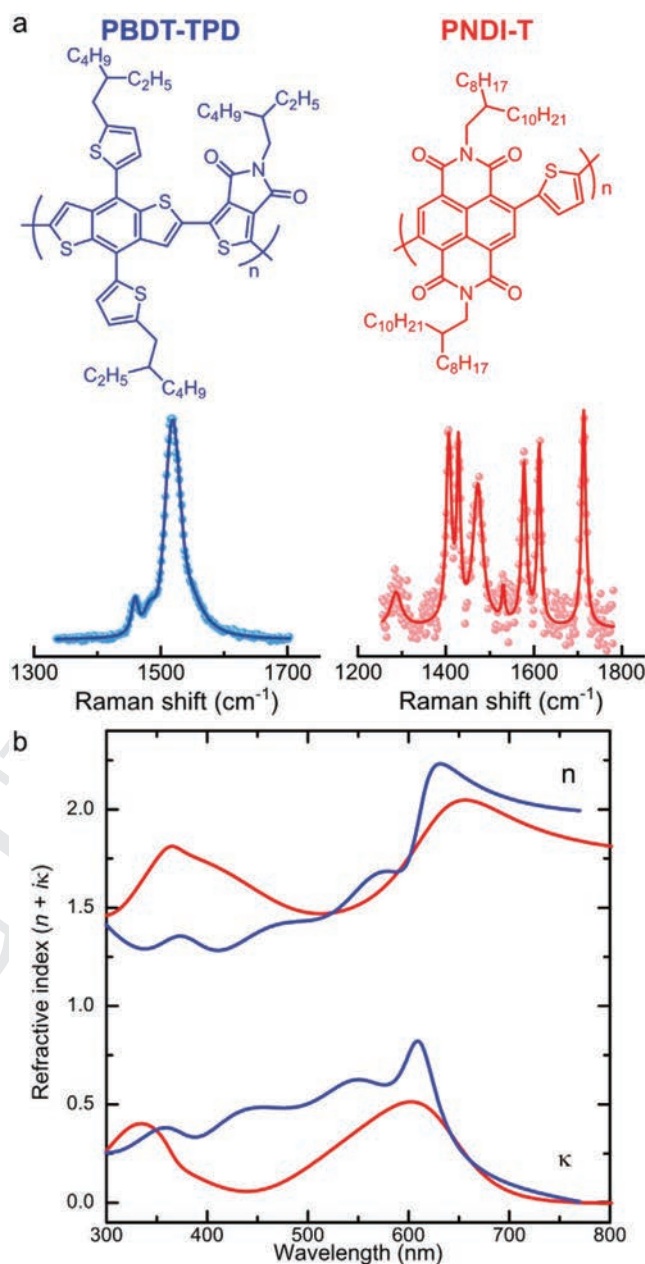 a
PBDT-TPD
PNDI-T
C4H9
C2H5
C4H9
C2H5
S
N
O
O
S
S
S
n
S
C2H5
C4H9
C8H17
C10H21
O
N
O
S
n
O
N
O
C10H21
C8H17
1300 1500 1700
Raman shift (cm-1)
1200 1400 1600 1800
Raman shift (cm-1)
b
n
2.0
1.5
1.0
0.5
0.0
κ
Refractive index (n + iκ)
300 400 500 600 700 800
Wavelength (nm)